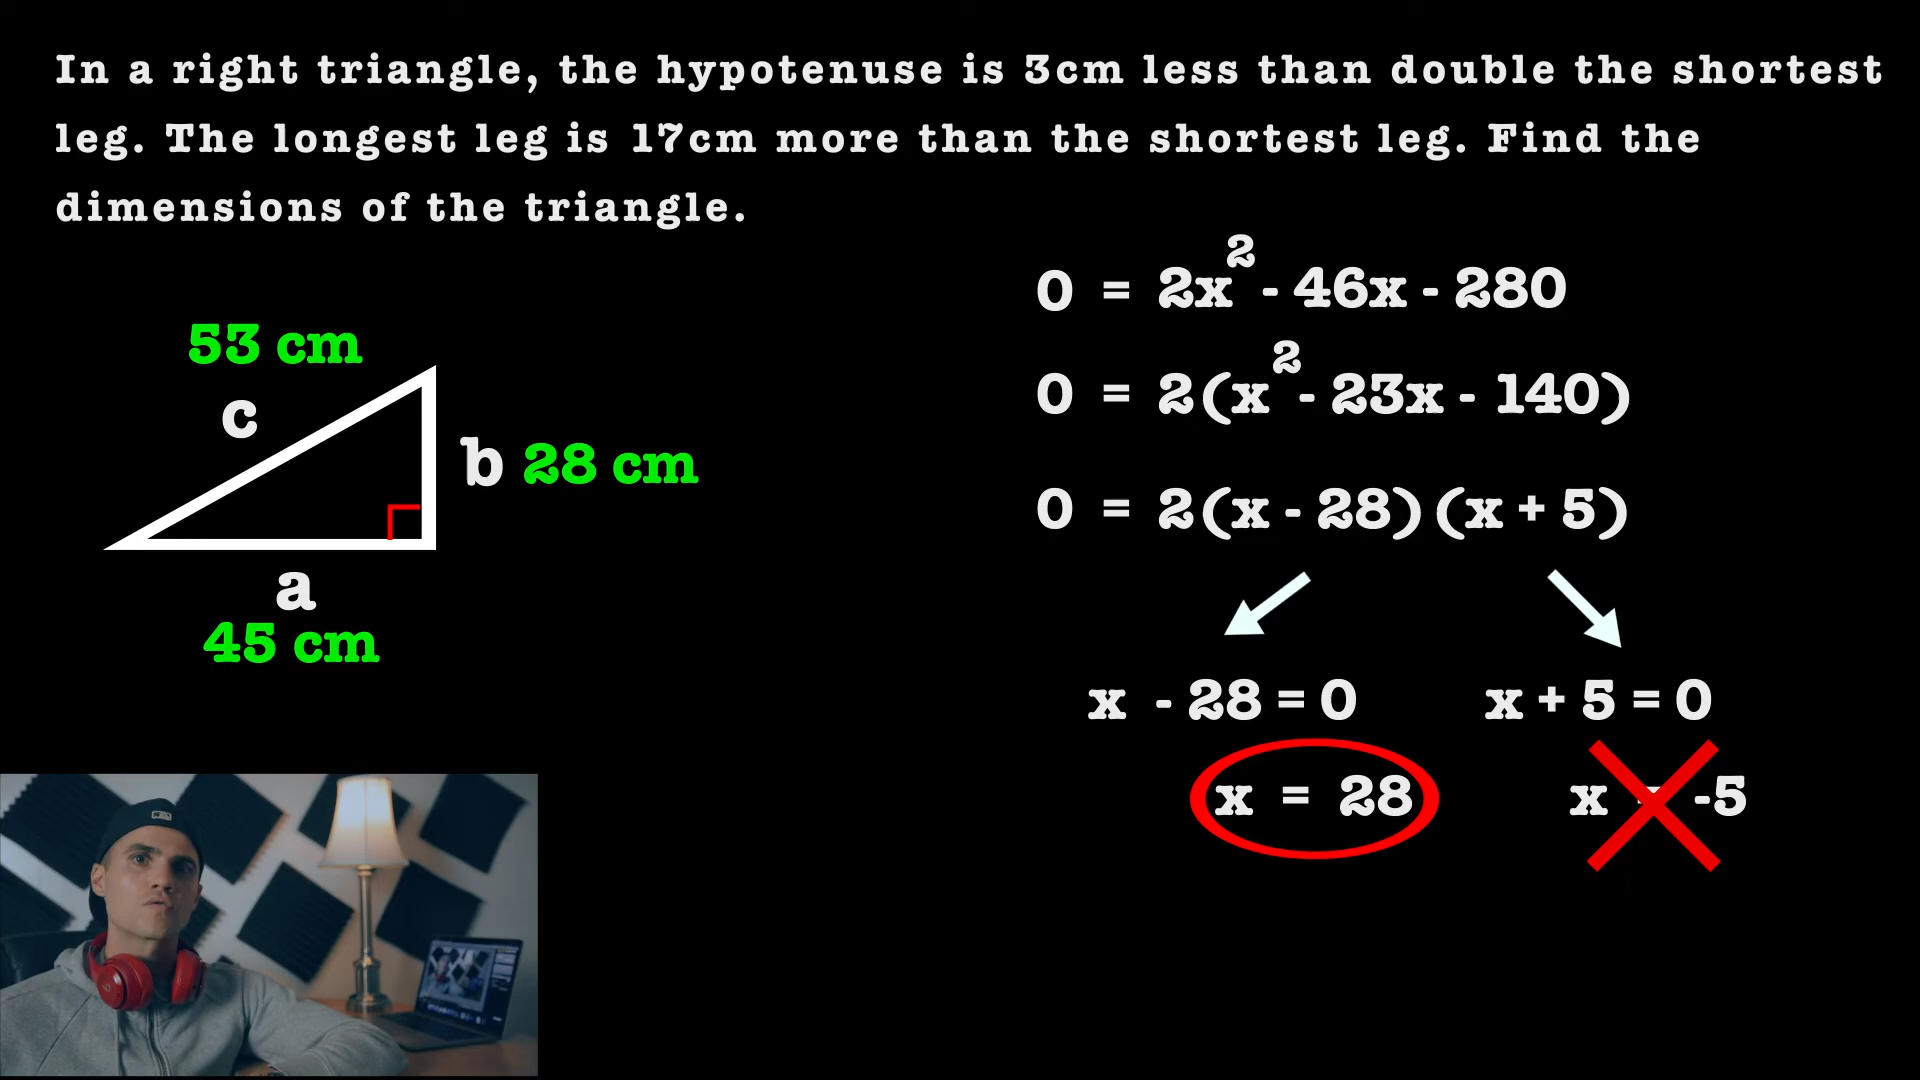 In a right triangle, the hypotenuse is 3cm less than double the shortest
leg. The longest leg is 17cm more than the shortest leg. Find the
dimensions of the triangle.
53 cm
c
b 28 cm
a
45 cm
0 = 2x² - 46x - 280
0 = 2(x² - 23x - 140)
0 = 2(x - 28)(x + 5)
x - 28 = 0
x + 5 = 0
x = 28
x = -5